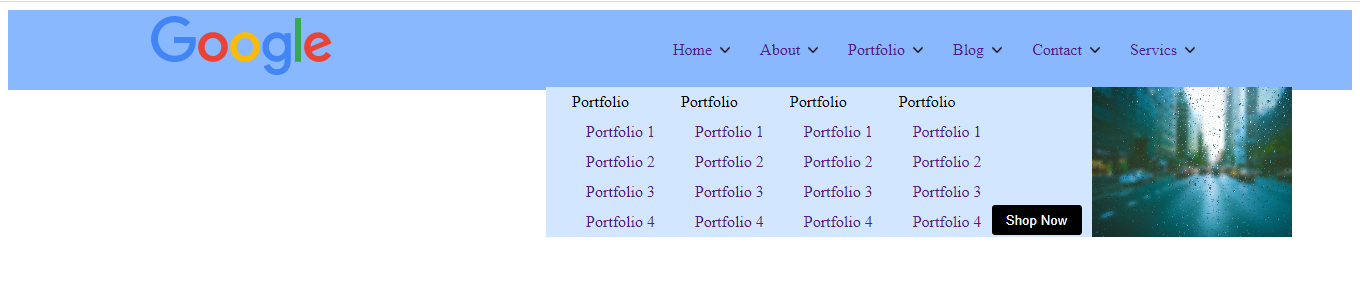 Google
Home About Portfolio Blog Contact Servics
Portfolio Portfolio Portfolio Portfolio
Portfolio 1 Portfolio 1 Portfolio 1 Portfolio 1
Portfolio 2 Portfolio 2 Portfolio 2 Portfolio 2
Portfolio 3 Portfolio 3 Portfolio 3 Portfolio 3
Portfolio 4 Portfolio 4 Portfolio 4 Portfolio 4 Shop Now